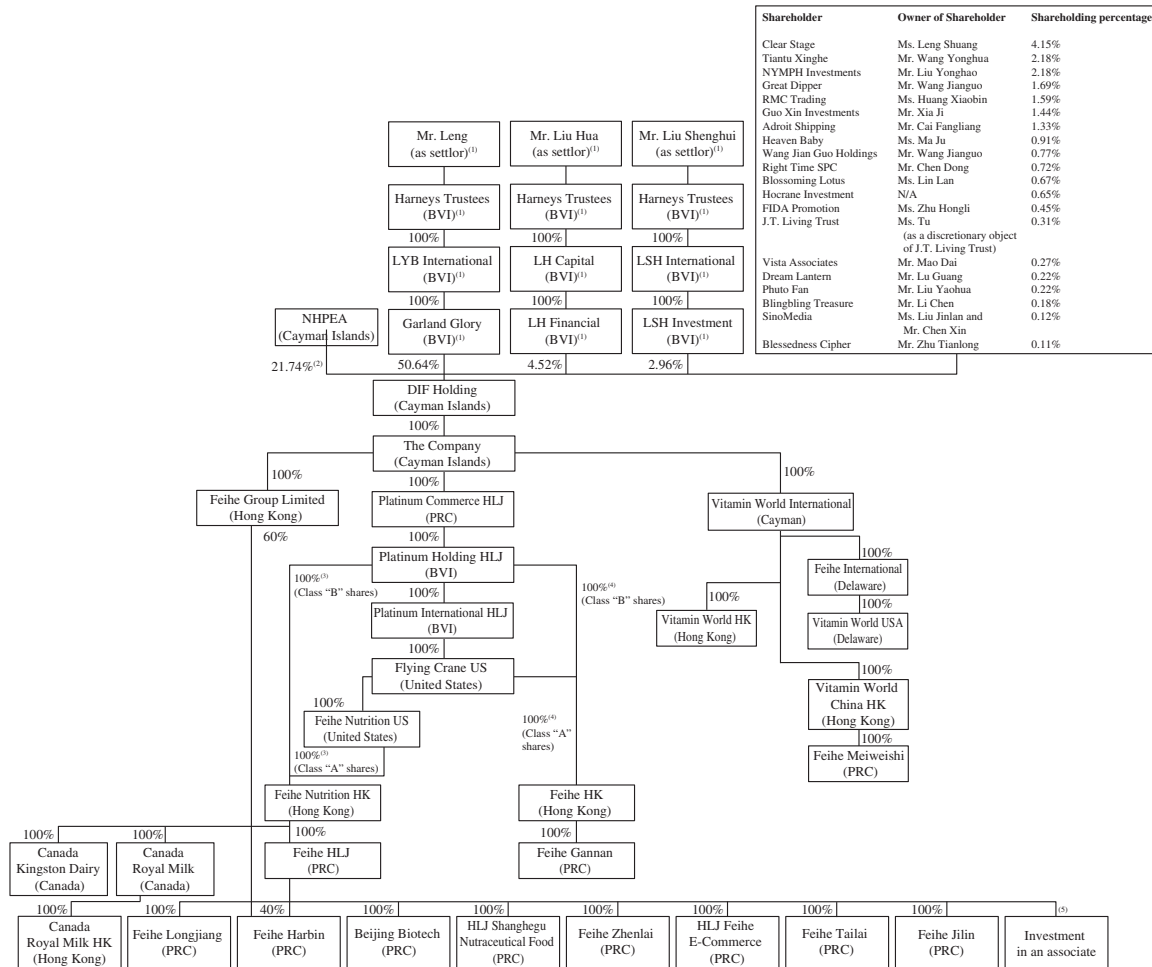 Shareholder Owner of Shareholder Shareholding percentage
Clear Stage Ms. Leng Shuang 4.15%
Tiantu Xinghe Mr. Wang Yonghua 2.18%
NYMPH Investments Mr. Liu Yonghao 2.18%
Great Dipper Mr. Wang Jianguo 1.69%
RMC Trading Ms. Huang Xiaobin 1.59%
Guo Xin Investments Mr. Xia Ji 1.44%
Adroit Shipping Mr. Cai Fangliang 1.33%
Heaven Baby Ms. Ma Ju 0.91%
Wang Jian Guo Holdings Mr. Wang Jianguo 0.77%
Right Time SPC Mr. Chen Dong 0.72%
Blossoming Lotus Ms. Lin Lan 0.67%
Hocrane Investment N/A 0.65%
FIDA Promotion Ms. Zhu Hongli 0.45%
J.T. Living Trust Ms. Tu 0.31%
(as a discretionary object
of J.T. Living Trust)
Vista Associates Mr. Mao Dai 0.27%
Dream Lantern Mr. Lu Guang 0.22%
Phuto Fan Mr. Liu Yaohua 0.22%
Blingbling Treasure Mr. Li Chen 0.18%
SinoMedia Ms. Liu Jinlan and 0.12%
Mr. Chen Xin
Blessedness Cipher Mr. Zhu Tianlong 0.11%
Mr. Leng
(as settlor)(1)
Mr. Liu Hua
(as settlor)(1)
Mr. Liu Shenghui
(as settlor)(1)
Harneys Trustees
(BVI)(1)
Harneys Trustees
(BVI)(1)
Harneys Trustees
(BVI)(1)
100% 100% 100%
LYB International
(BVI)(1)
LH Capital
(BVI)(1)
LSH International
(BVI)(1)
100% 100% 100%
NHPEA
(Cayman Islands)
Garland Glory
(BVI)(1)
LH Financial
(BVI)(1)
LSH Investment
(BVI)(1)
21.74%(2) 50.64% 4.52% 2.96%
DIF Holding
(Cayman Islands)
100%
The Company
(Cayman Islands)
100% 100% 100%
Feihe Group Limited
(Hong Kong)
Platinum Commerce HLJ
(PRC)
Vitamin World International
(Cayman)
60%
100%
Platinum Holding HLJ
(BVI)
100%
Feihe International
(Delaware)
100%(3)
(Class “B” shares)
100%
100%(4)
(Class “B” shares)
100%
100%
Platinum International HLJ
(BVI)
Vitamin World HK
(Hong Kong)
Vitamin World USA
(Delaware)
100%
Flying Crane US
(United States)
100%
Vitamin World
China HK
(Hong Kong)
100%
Feihe Nutrition US
(United States)
100%(4)
(Class “A”
shares)
100%
Feihe Meiweishi
(PRC)
100%(3)
(Class “A” shares)
Feihe Nutrition HK
(Hong Kong)
Feihe HK
(Hong Kong)
100% 100% 100% 100%
Canada
Kingston Dairy
(Canada)
Canada
Royal Milk
(Canada)
Feihe HLJ
(PRC)
Feihe Gannan
(PRC)
100% 100% 40% 100% 100% 100% 100% 100% 100% (5)
Canada
Royal Milk HK
(Hong Kong)
Feihe Longjiang
(PRC)
Feihe Harbin
(PRC)
Beijing Biotech
(PRC)
HLJ Shanghegu
Nutraceutical Food
(PRC)
Feihe Zhenlai
(PRC)
HLJ Feihe
E-Commerce
(PRC)
Feihe Tailai
(PRC)
Feihe Jilin
(PRC)
Investment
in an associate